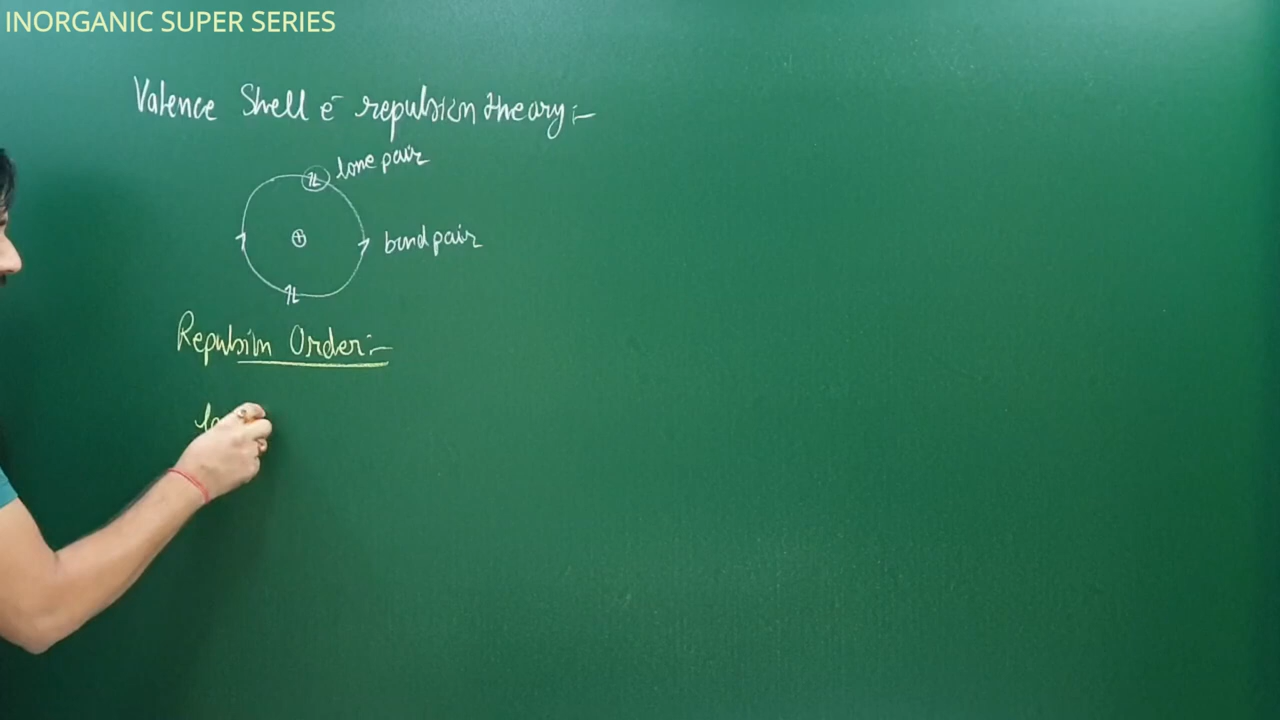 INORGANIC SUPER SERIES
Valence Shell e⁻ repulsion theory:-
lone pair
bond pair
Repulsion Order:-